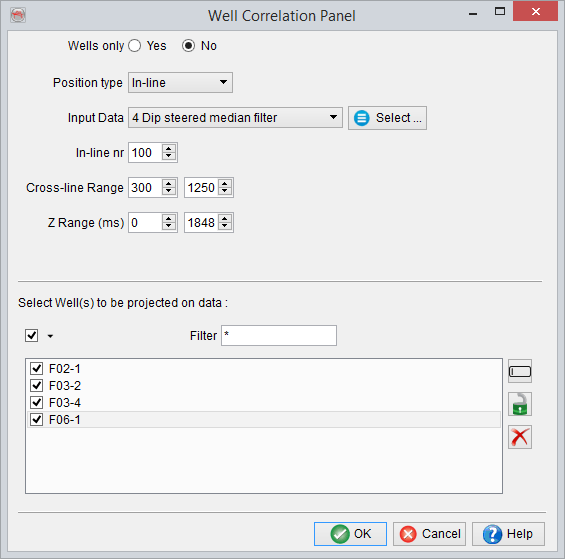 Well Correlation Panel
Wells only Yes No
Position type In-line
Input Data 4 Dip steered median filter Select ...
In-line nr 100
Cross-line Range 300 1250
Z Range (ms) 0 1848
Select Well(s) to be projected on data :
Filter *
F02-1
F03-2
F03-4
F06-1
OK Cancel Help